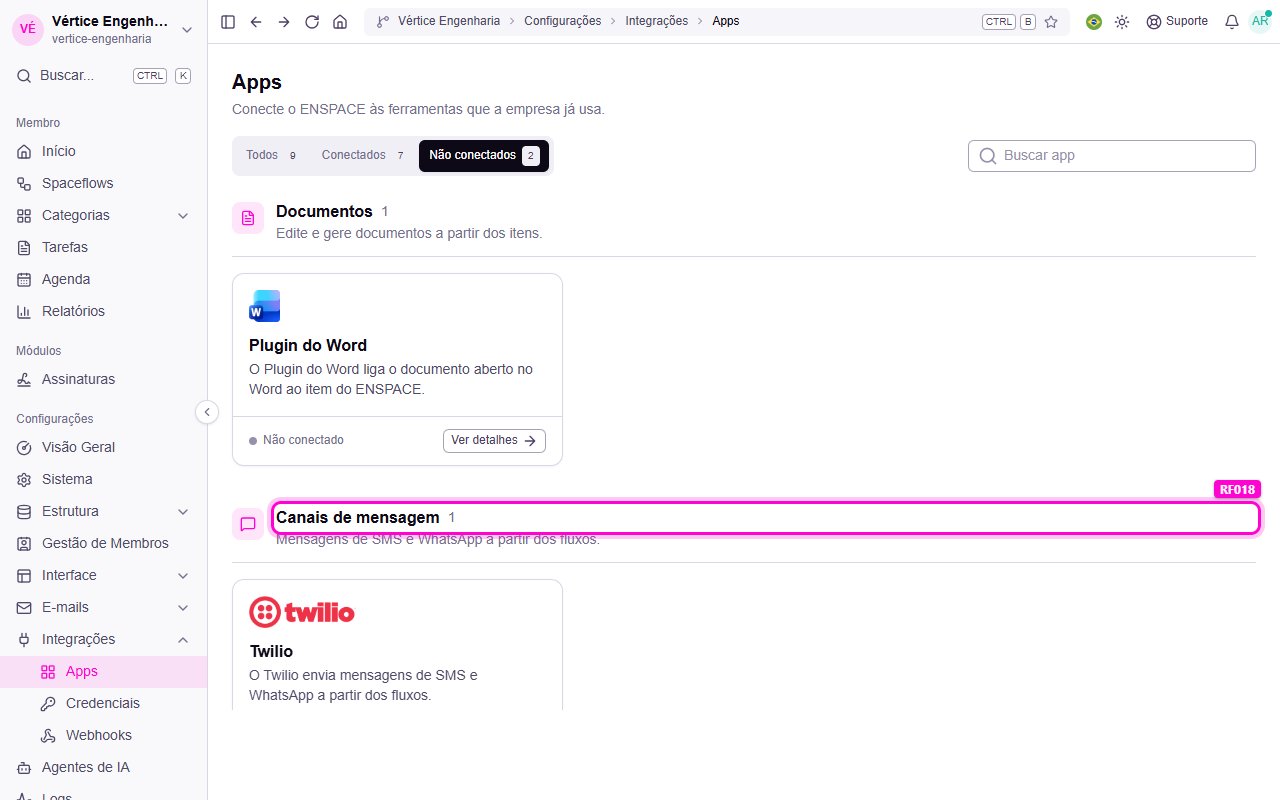 VÉ
Vértice Engenh...
vertice-engenharia
Vértice Engenharia
Configurações
Integrações
Apps
CTRL B
Suporte
AR
Buscar...
CTRL K
Membro
Início
Spaceflows
Categorias
Tarefas
Agenda
Relatórios
Módulos
Assinaturas
Configurações
Visão Geral
Sistema
Estrutura
Gestão de Membros
Interface
E-mails
Integrações
Apps
Credenciais
Webhooks
Agentes de IA
Logs
Apps
Conecte o ENSPACE às ferramentas que a empresa já usa.
Todos 9
Conectados 7
Não conectados 2
Buscar app
Documentos 1
Edite e gere documentos a partir dos itens.
W
Plugin do Word
O Plugin do Word liga o documento aberto no
Word ao item do ENSPACE.
Não conectado
Ver detalhes
RF018
Canais de mensagem 1
Mensagens de SMS e WhatsApp a partir dos fluxos.
twilio
Twilio
O Twilio envia mensagens de SMS e
WhatsApp a partir dos fluxos.